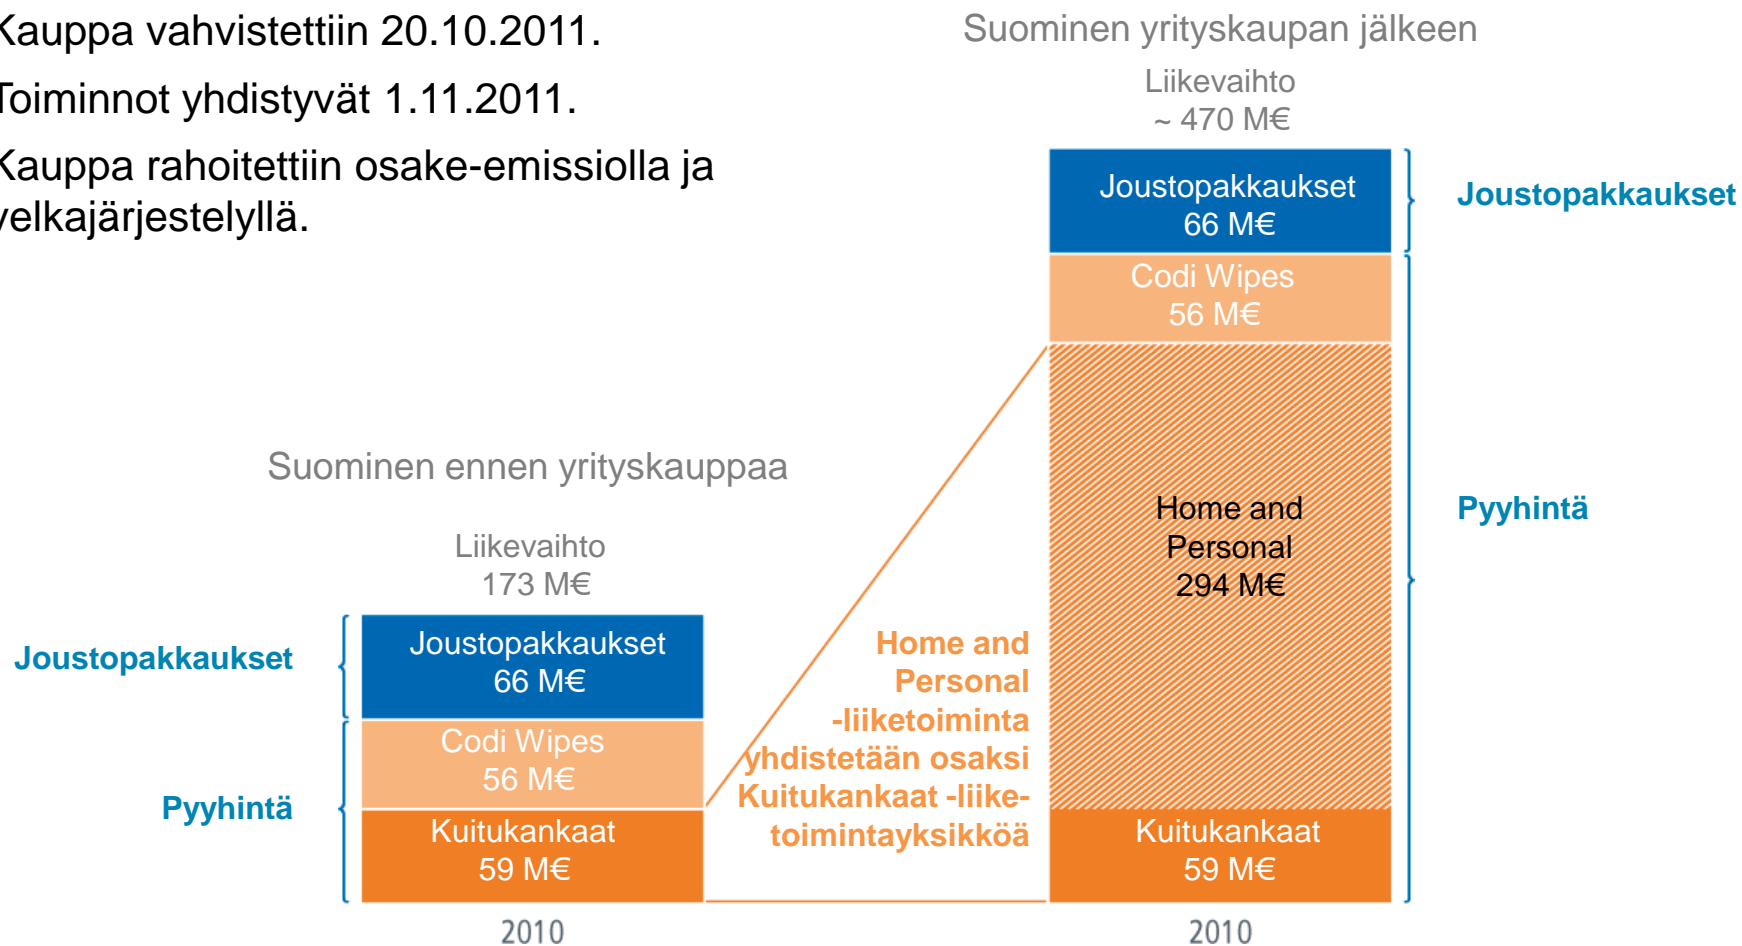 Kauppa vahvistettiin 20.10.2011.
Toiminnot yhdistyvät 1.11.2011.
Kauppa rahoitettiin osake-emissiolla ja
velkajärjestelyllä.
Suominen yrityskaupan jälkeen
Liikevaihto
~ 470 M€
Joustopakkaukset
66 M€
Joustopakkaukset
Codi Wipes
56 M€
Home and
Personal
294 M€
Pyyhintä
Kuitukankaat
59 M€
2010
Suominen ennen yrityskauppaa
Liikevaihto
173 M€
Joustopakkaukset
Joustopakkaukset
66 M€
Codi Wipes
56 M€
Pyyhintä
Kuitukankaat
59 M€
2010
Home and
Personal
-liiketoiminta
yhdistetään osaksi
Kuitukankaat -liike-
toimintayksikköä